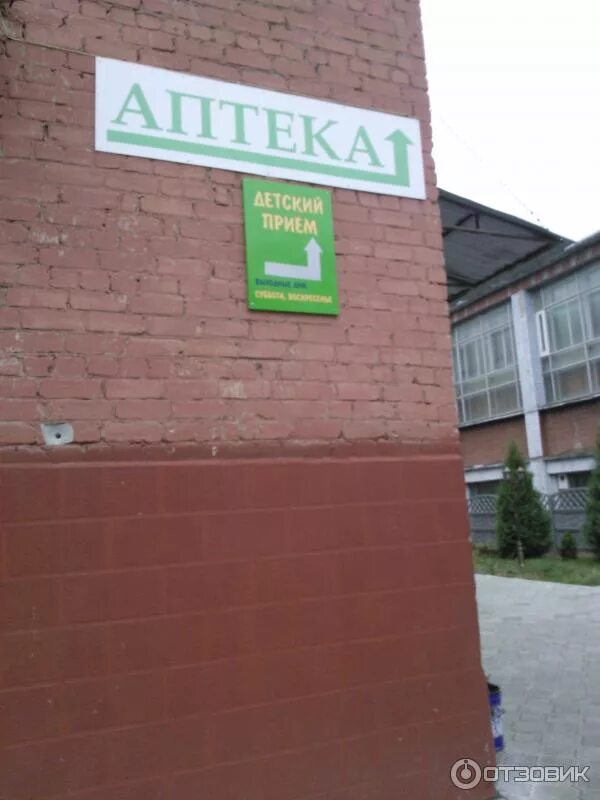 АПТЕКА
ДЕТСКИЙ
ПРИЕМ
ВЫХОДНЫЕ ДНИ
СУББОТА, ВОСКРЕСЕНЬЕ
ОТЗОВИК